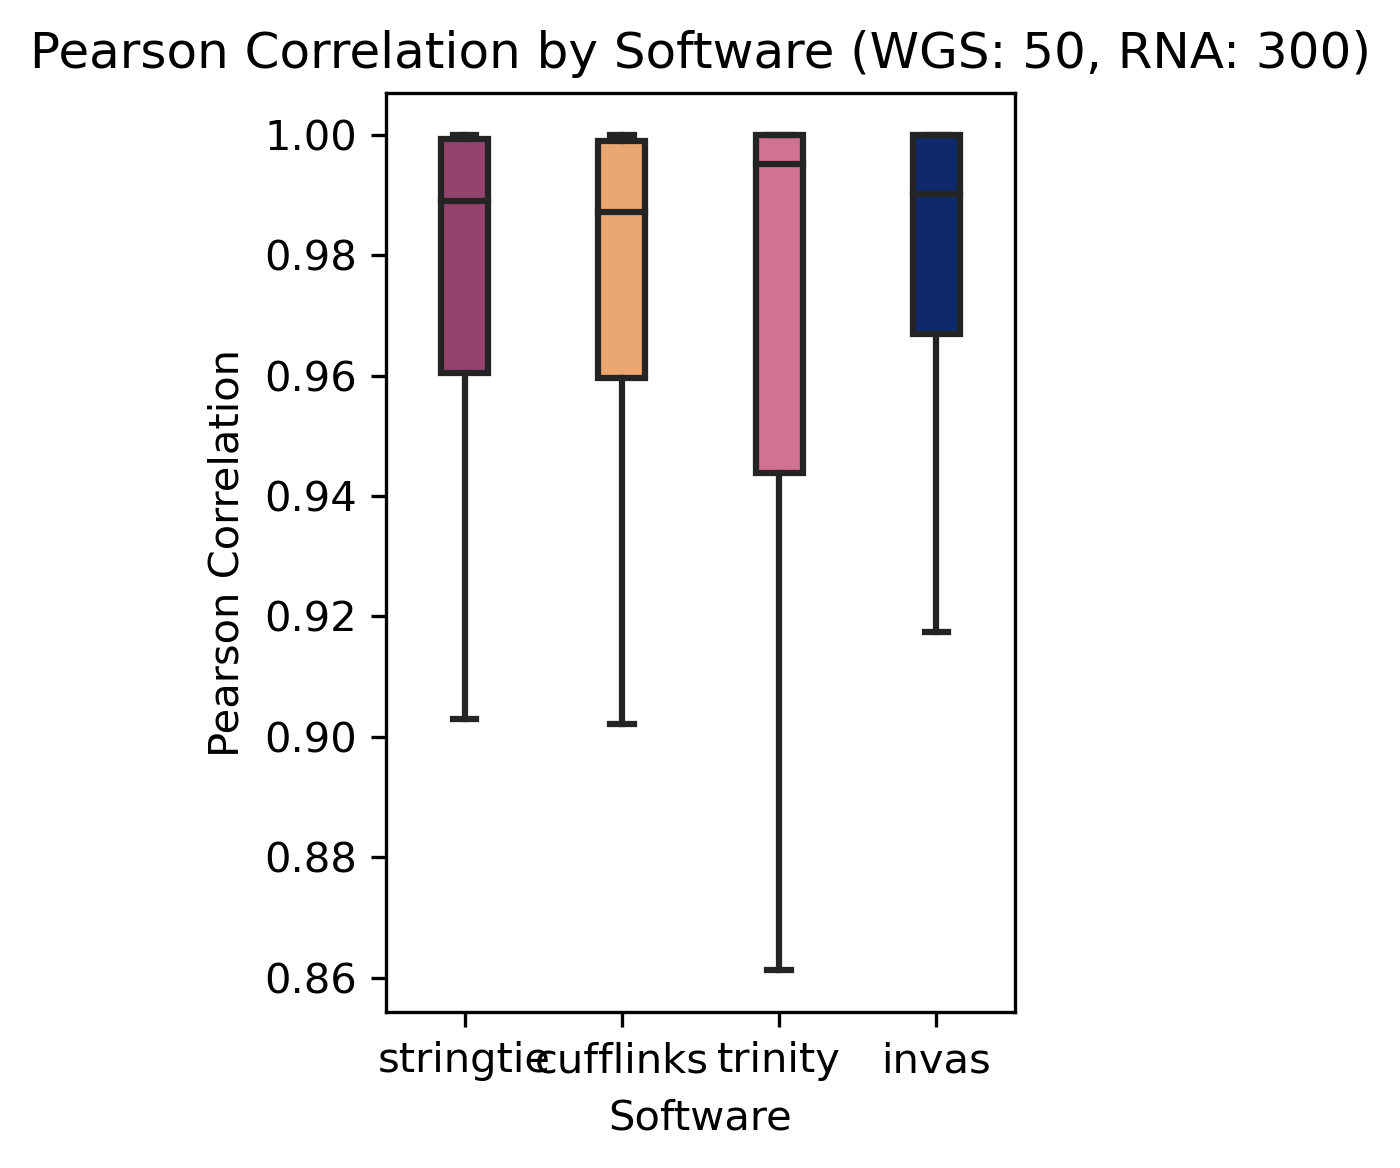 Pearson Correlation by Software (WGS: 50, RNA: 300)
Pearson Correlation
1.00
0.98
0.96
0.94
0.92
0.90
0.88
0.86
stringtie cufflinks trinity invas
Software